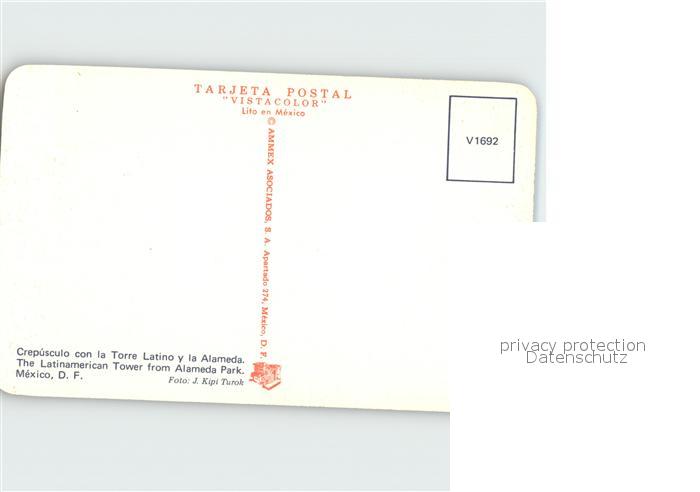 TARJETA POSTAL
"VISTACOLOR"
Lito en México
© AMMEX ASOCIADOS, S. A. Apartado 274, México, D. F.
V1692
Crepúsculo con la Torre Latino y la Alameda.
The Latinamerican Tower from Alameda Park.
México, D. F.
Foto: J. Kipi Turok
privacy protection
Datenschutz